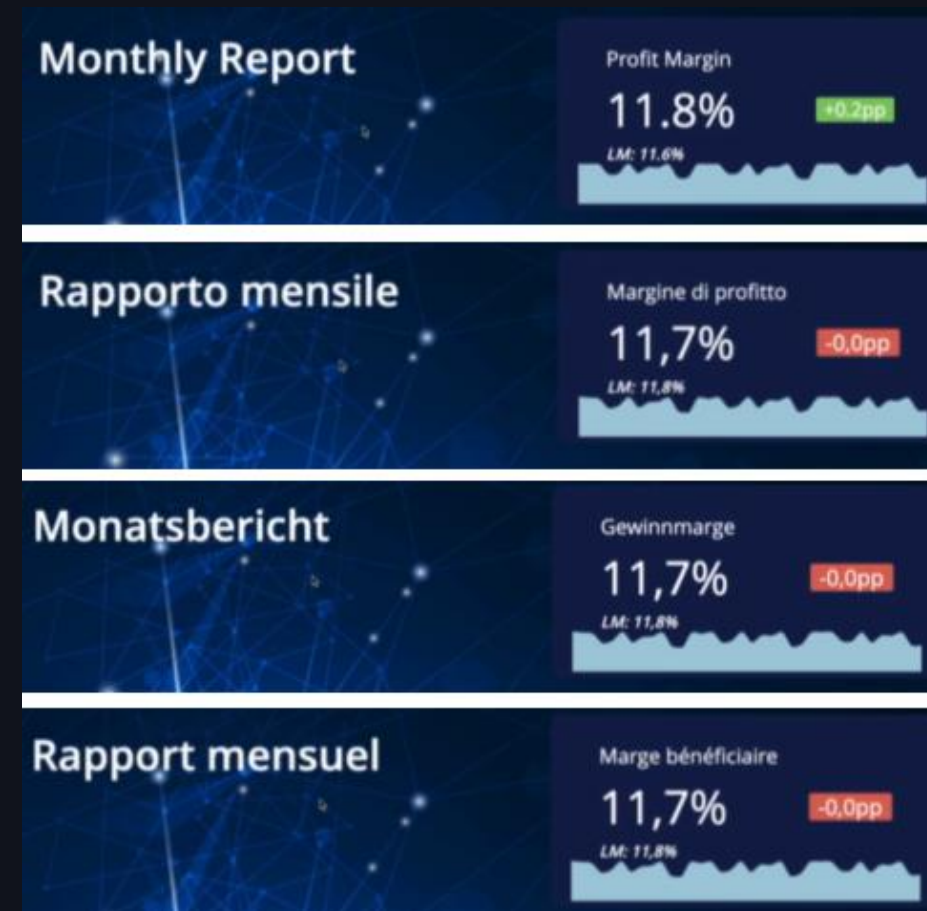 Monthly Report
Profit Margin
11.8%
+0.2pp
LM: 11.6%
Rapporto mensile
Margine di profitto
11,7%
-0,0pp
LM: 11,8%
Monatsbericht
Gewinnmarge
11,7%
-0,0pp
LM: 11,8%
Rapport mensuel
Marge bénéficiaire
11,7%
-0,0pp
LM: 11,8%